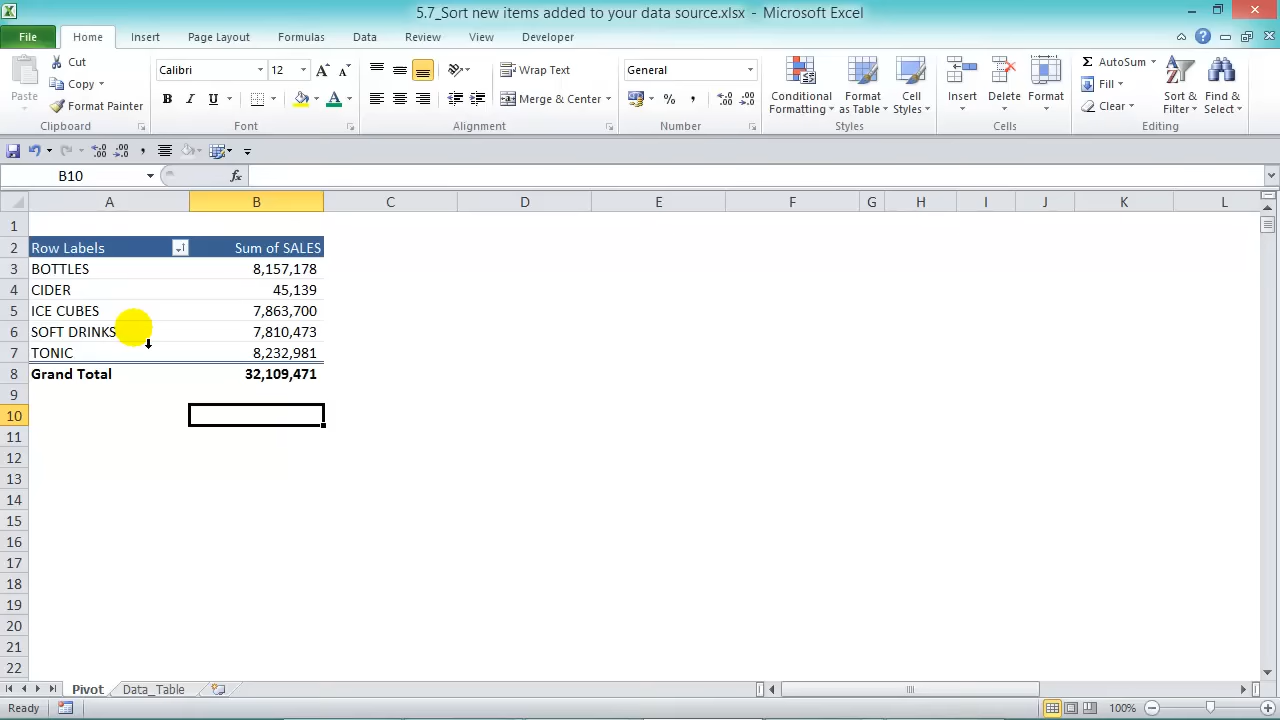 5.7_Sort new items added to your data source.xlsx - Microsoft Excel
File Home Insert Page Layout Formulas Data Review View Developer
Paste
Cut
Copy
Format Painter
Clipboard
Calibri 12
B I U A
Font
Wrap Text
Merge & Center
Alignment
General
% ,
Number
Conditional Formatting
Format as Table
Cell Styles
Styles
Insert Delete Format
Cells
AutoSum
Fill
Clear
Sort & Filter
Find & Select
Editing
B10 fx
A B C D E F G H I J K L
1
2 Row Labels Sum of SALES
3 BOTTLES 8,157,178
4 CIDER 45,139
5 ICE CUBES 7,863,700
6 SOFT DRINKS 7,810,473
7 TONIC 8,232,981
8 Grand Total 32,109,471
9
10
11
12
13
14
15
16
17
18
19
20
21
22
Pivot Data_Table
Ready 100%